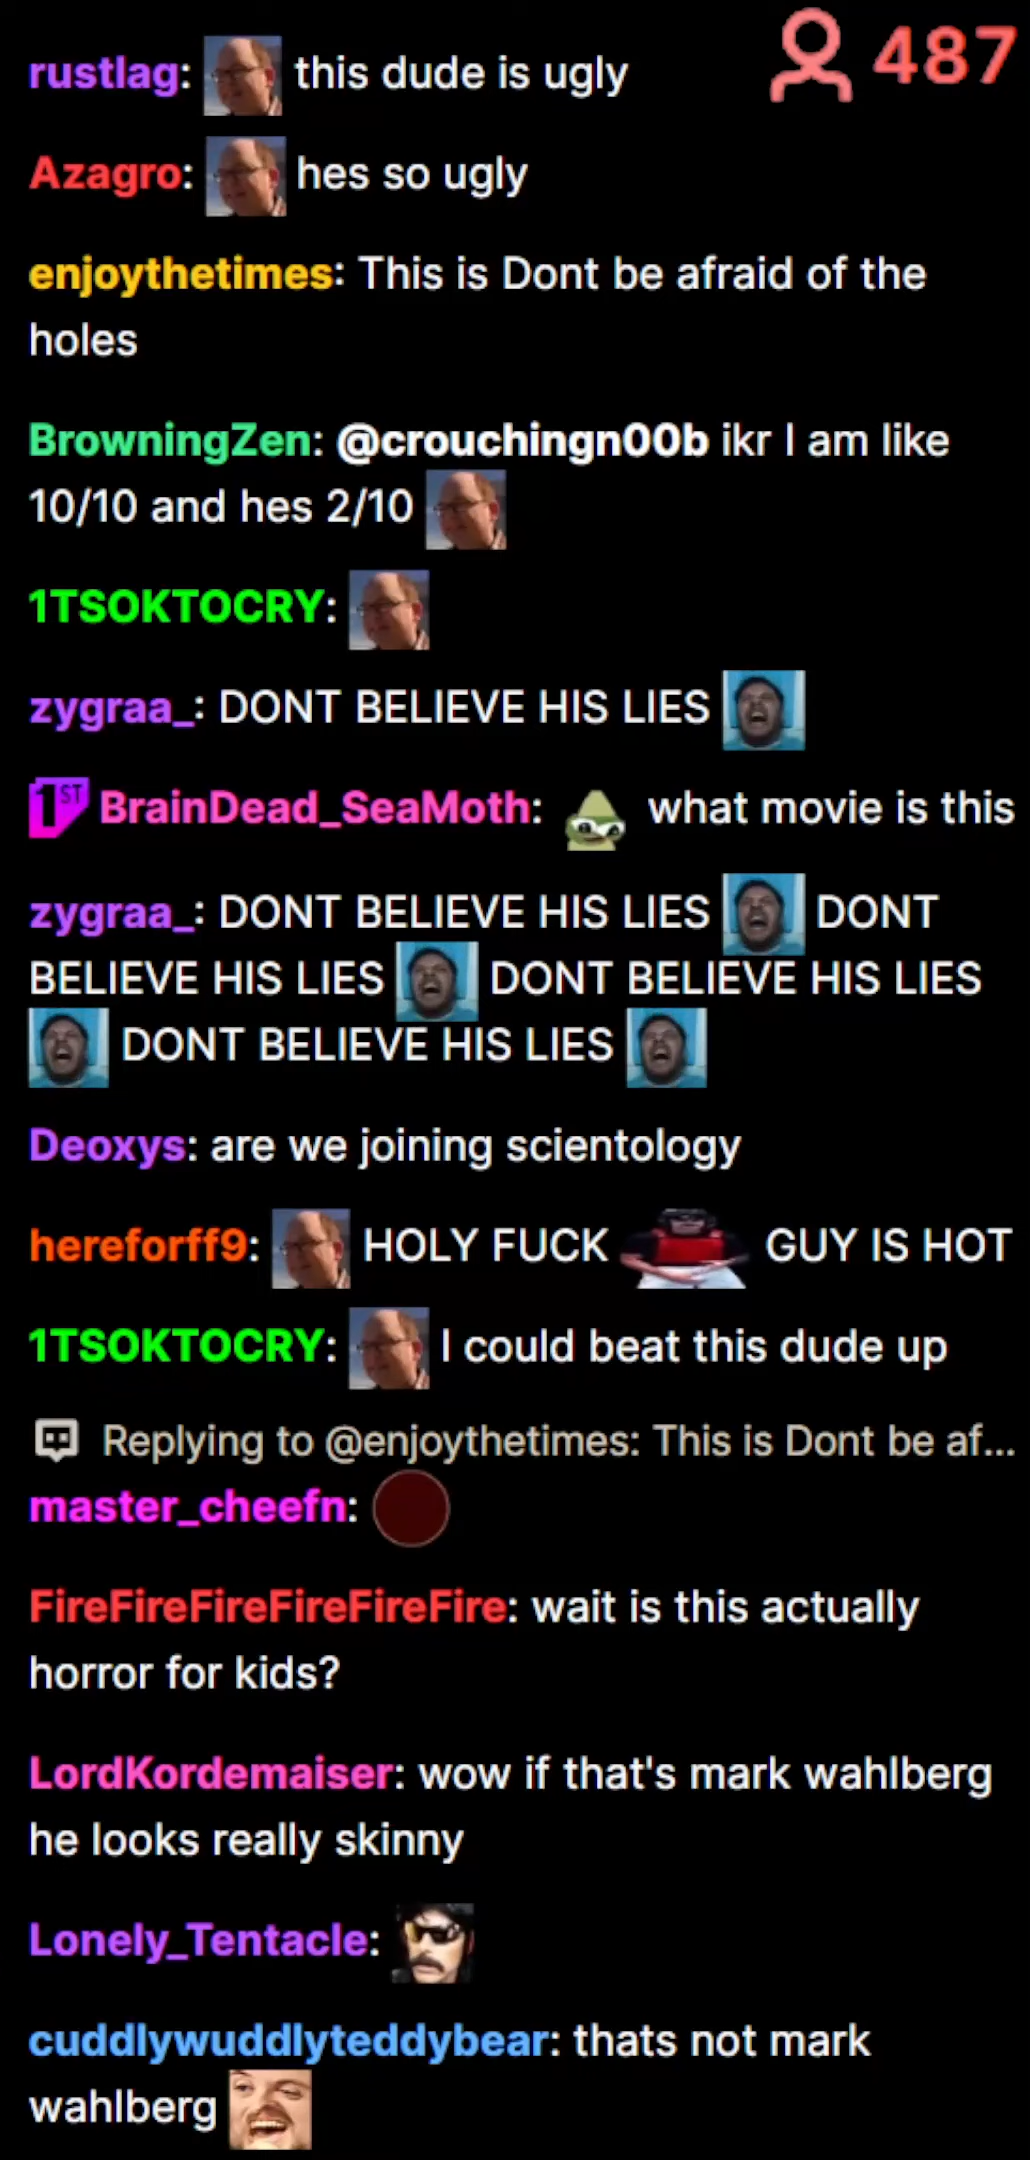 487
rustlag: this dude is ugly
Azagro: hes so ugly
enjoythetimes: This is Dont be afraid of the
holes
BrowningZen: @crouchingn00b ikr I am like
10/10 and hes 2/10
1TSOKTOCRY:
zygraa_: DONT BELIEVE HIS LIES
1ST BrainDead_SeaMoth: what movie is this
zygraa_: DONT BELIEVE HIS LIES DONT
BELIEVE HIS LIES DONT BELIEVE HIS LIES
DONT BELIEVE HIS LIES
Deoxys: are we joining scientology
hereforff9: HOLY FUCK GUY IS HOT
1TSOKTOCRY: I could beat this dude up
Replying to @enjoythetimes: This is Dont be af...
master_cheefn:
FireFireFireFireFireFire: wait is this actually
horror for kids?
LordKordemaiser: wow if that's mark wahlberg
he looks really skinny
Lonely_Tentacle:
cuddlywuddlyteddybear: thats not mark
wahlberg